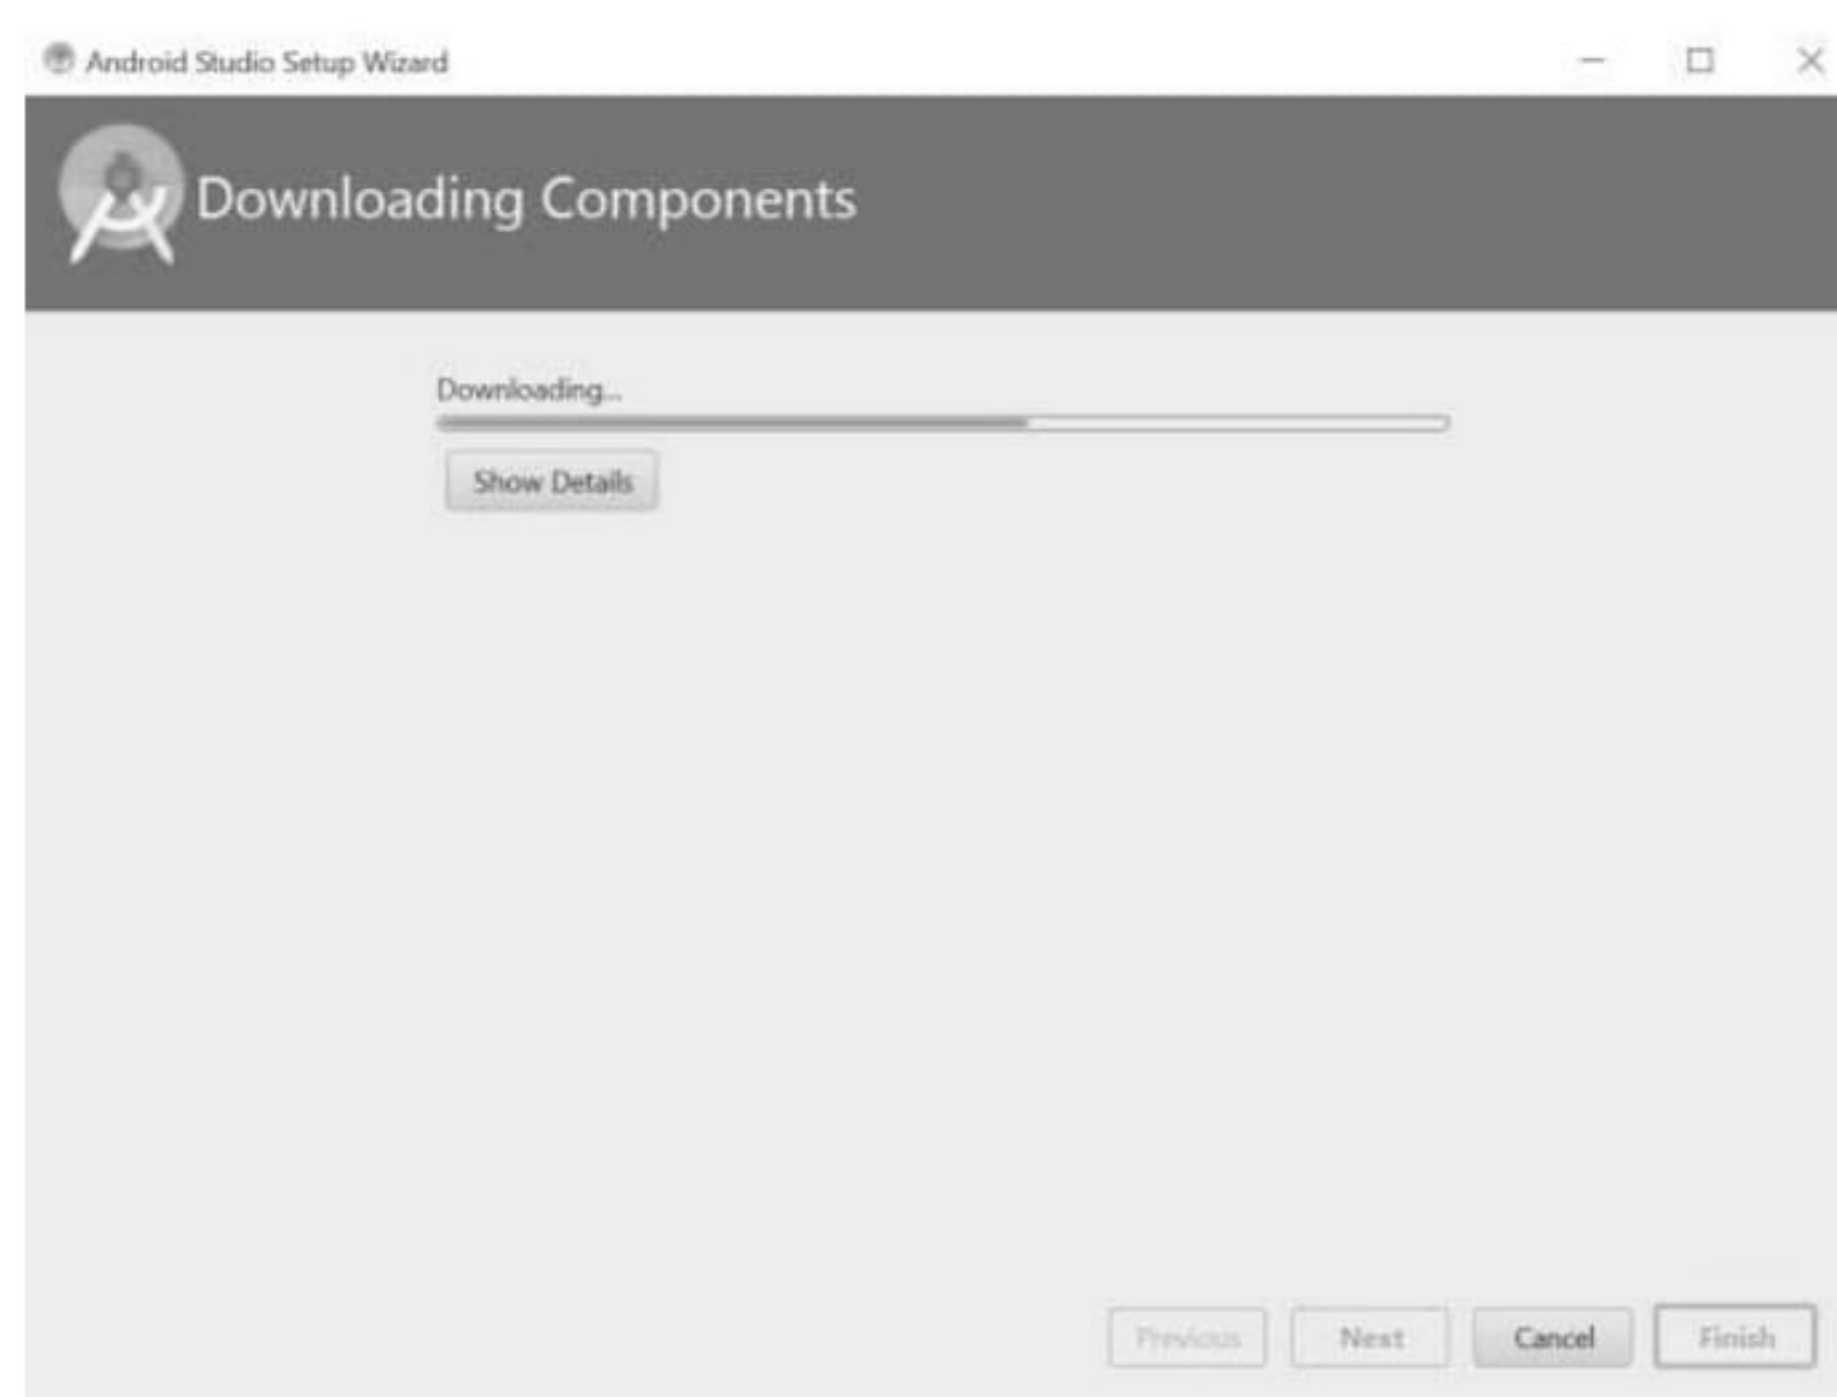 Android Studio Setup Wizard
Downloading Components
Downloading...
Show Details
Previous Next Cancel Finish